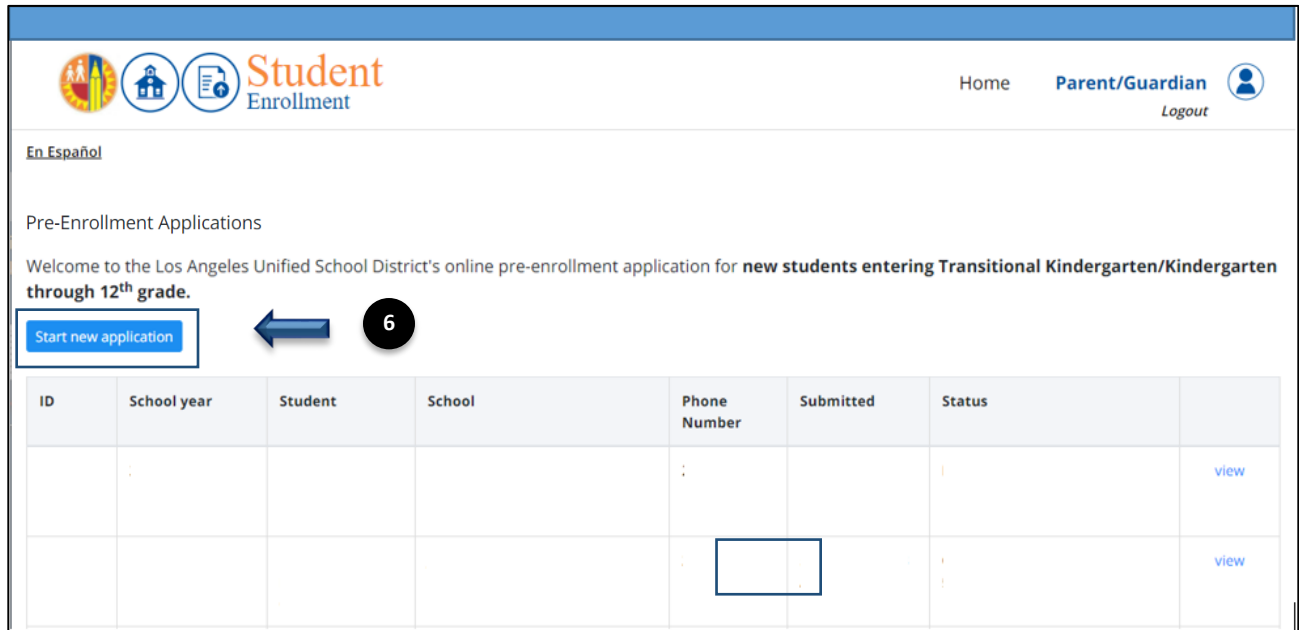 Student
Enrollment
Home
Parent/Guardian
Logout
En Español
Pre-Enrollment Applications
Welcome to the Los Angeles Unified School District's online pre-enrollment application for new students entering Transitional Kindergarten/Kindergarten
through 12th grade.
Start new application
6
ID School year Student School Phone Number Submitted Status
view
view